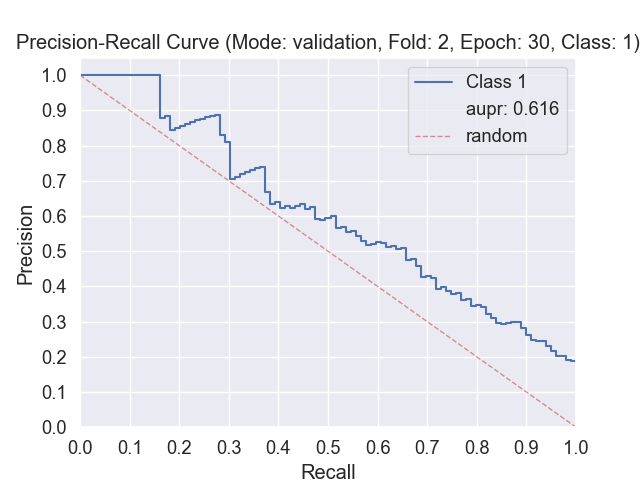 Precision-Recall Curve (Mode: validation, Fold: 2, Epoch: 30, Class: 1)
1.0
0.9
0.8
0.7
0.6
0.5
0.4
0.3
0.2
0.1
0.0
Precision
Class 1
aupr: 0.616
random
0.0 0.1 0.2 0.3 0.4 0.5 0.6 0.7 0.8 0.9 1.0
Recall